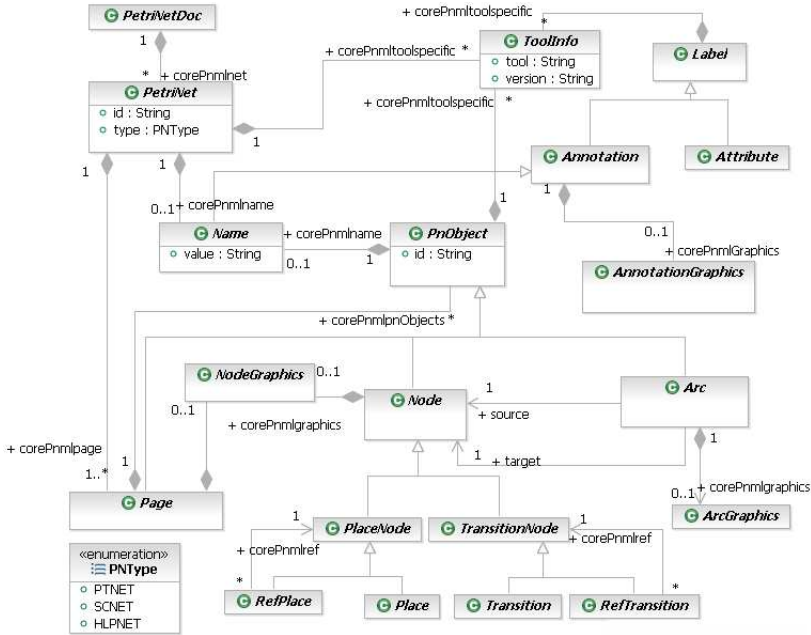 + corePnmltoolspecific
PetriNetDoc
*
ToolInfo
1
+ corePnmltoolspecific *
tool : String
Label
* + corePnmlnet
version : String
PetriNet
+ corePnmltoolspecific *
id : String
type : PNType
1
Annotation
Attribute
1
1
1
1
0..1
+ corePnmlname
Name
+ corePnmlname
PnObject
0..1
value : String
0..1
1
id : String
+ corePnmlGraphics
AnnotationGraphics
+ corePnmlpnObjects *
NodeGraphics
0..1
Node
1
Arc
0..1
+ source
+ corePnmlgraphics
1
+ corePnmlpage
1
1
+ target
1..*
+ corePnmlgraphics
Page
0..1
ArcGraphics
1
PlaceNode
TransitionNode
1
«enumeration»
+ corePnmlref
+ corePnmlref
PNType
PTNET
*
*
SCNET
RefPlace
Place
Transition
RefTransition
HLPNET